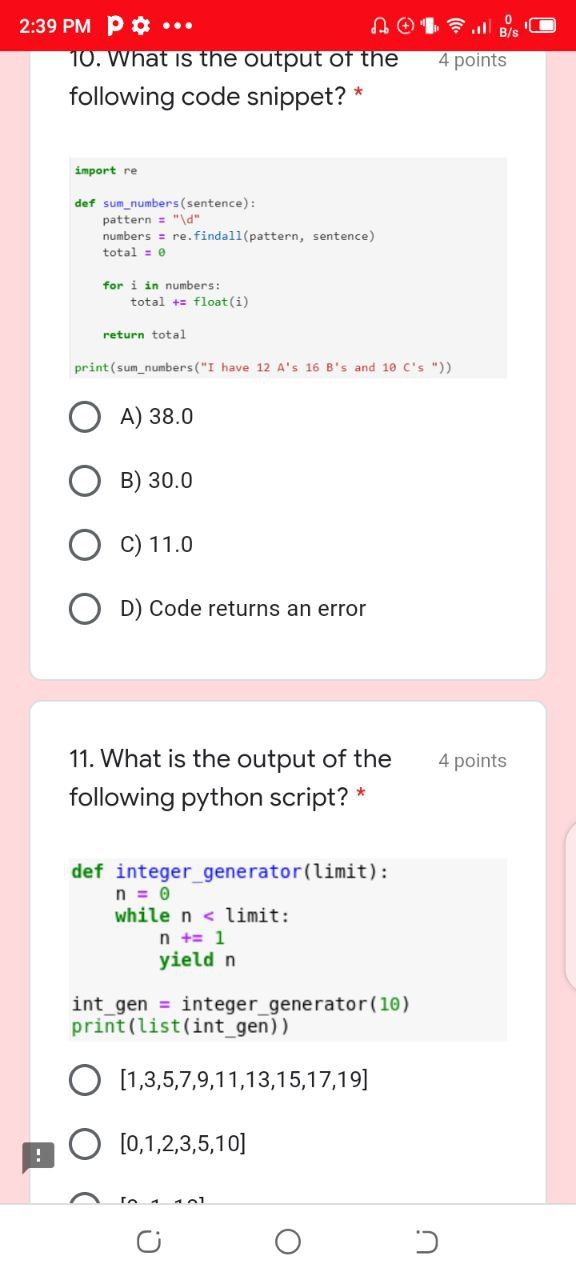 2:39 PM
0
B/s
10. What is the output of the
following code snippet? *
4 points
import re
def sum_numbers(sentence):
pattern = "\d"
numbers = re.findall(pattern, sentence)
total = 0
for i in numbers:
total += float(i)
return total
print(sum_numbers("I have 12 A's 16 B's and 10 C's "))
A) 38.0
B) 30.0
C) 11.0
D) Code returns an error
11. What is the output of the
following python script? *
4 points
def integer_generator(limit):
n = 0
while n < limit:
n += 1
yield n
int_gen = integer_generator(10)
print(list(int_gen))
[1,3,5,7,9,11,13,15,17,19]
[0,1,2,3,5,10]